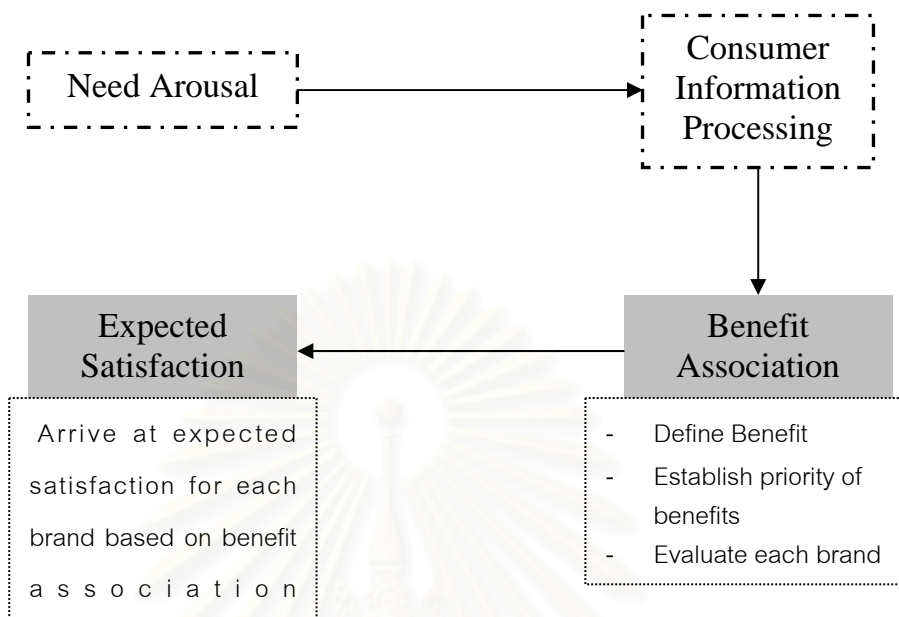 Need Arousal
Consumer
Information
Processing
Expected
Satisfaction
Arrive at expected
satisfaction for each
brand based on benefit
association
Benefit
Association
- Define Benefit
- Establish priority of
benefits
- Evaluate each brand